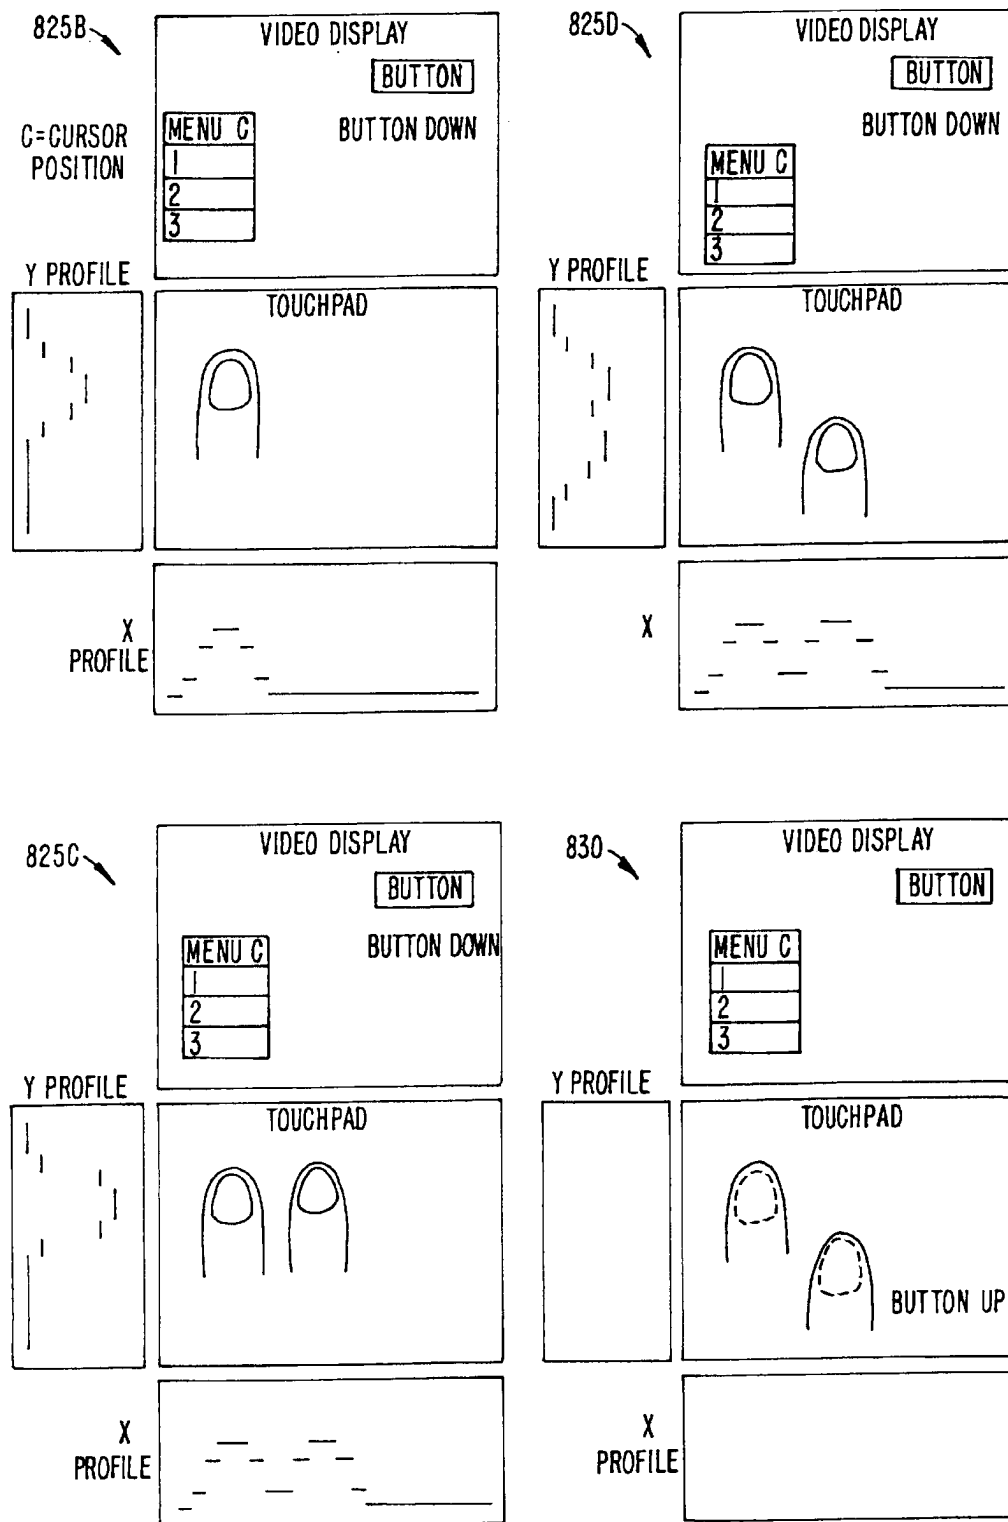 825B
VIDEO DISPLAY
BUTTON
C=CURSOR
POSITION
MENU C
BUTTON DOWN
1
2
3
Y PROFILE
TOUCHPAD
X
PROFILE
825D
VIDEO DISPLAY
BUTTON
BUTTON DOWN
MENU C
1
2
3
Y PROFILE
TOUCHPAD
X
825C
VIDEO DISPLAY
BUTTON
MENU C
BUTTON DOWN
1
2
3
Y PROFILE
TOUCHPAD
X
PROFILE
830
VIDEO DISPLAY
BUTTON
MENU C
1
2
3
Y PROFILE
TOUCHPAD
BUTTON UP
X
PROFILE